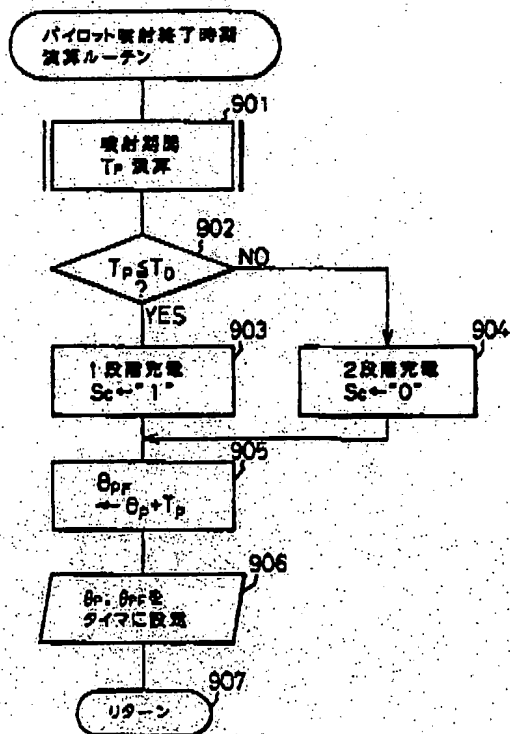 パイロット噴射終了時期
演算ルーテン
901
噴射期間
TP 演算
902
TP≦T0
?
NO
YES
903
1段階充電
Sc←"1"
904
2段階充電
Sc←"0"
905
θPF
←θP+TP
906
θP, θPFを
タイマに設定
リターン
907